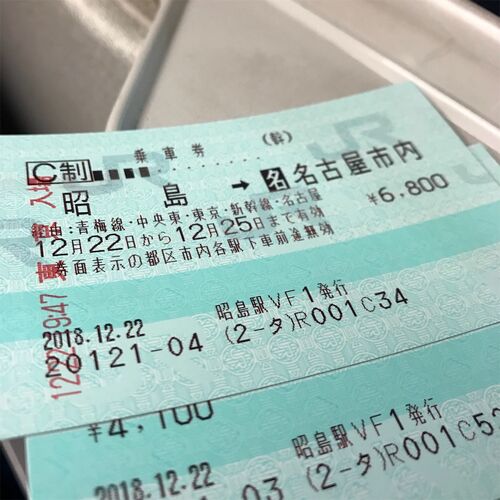 乗車券 (幹)
C制
昭島 → 名 名古屋市内
経由:青梅線・中央東・東京・新幹線・名古屋
¥6,800
12月22日から12月25日まで有効
券面表示の都区市内各駅下車前途無効
2018.12.22 昭島駅VF1発行
20121-04 (2-タ)R001C34
¥4,100
昭島駅VF1発行
2018.12.22 (2-タ)R001C
03